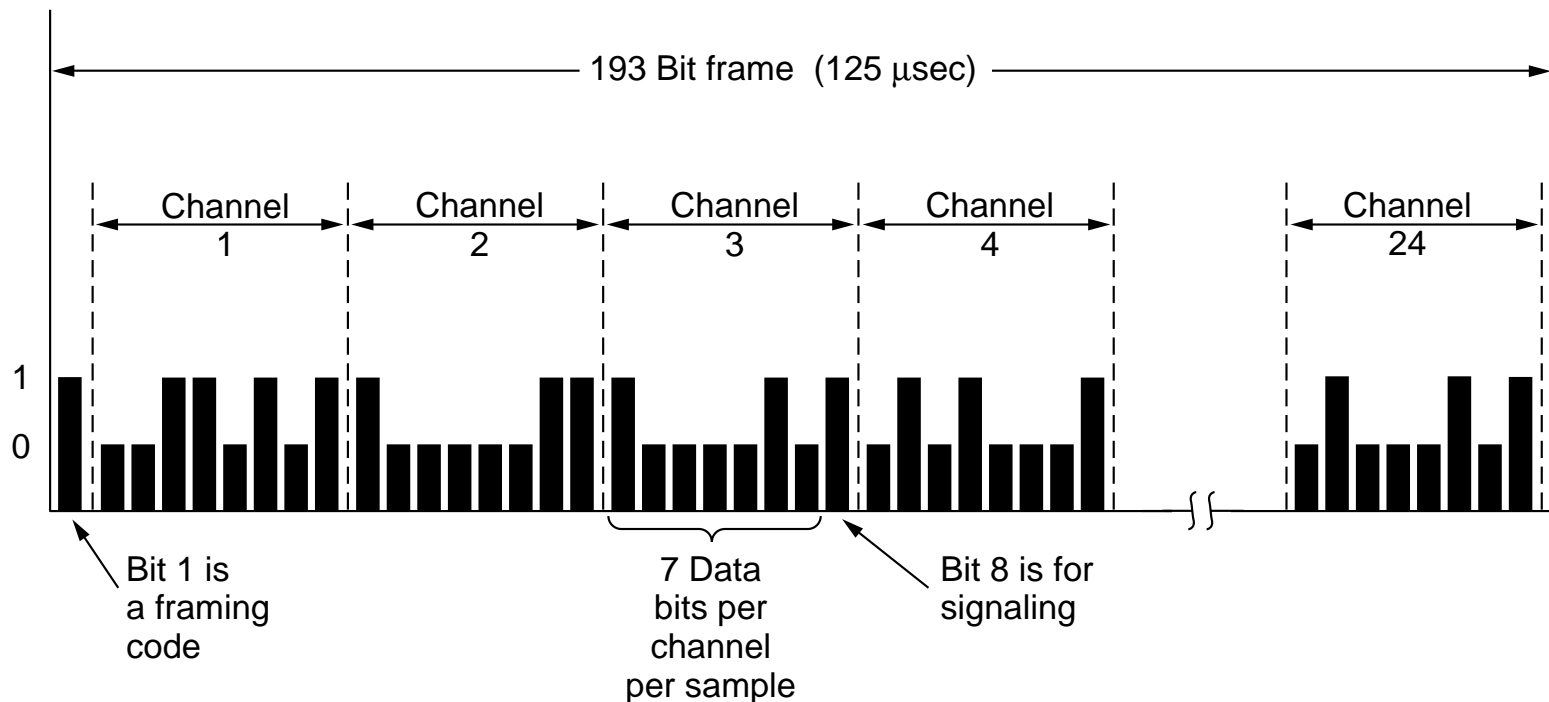 193 Bit frame (125 μsec)
Channel
1
Channel
2
Channel
3
Channel
4
Channel
24
1
0
Bit 1 is
a framing
code
7 Data
bits per
channel
per sample
Bit 8 is for
signaling